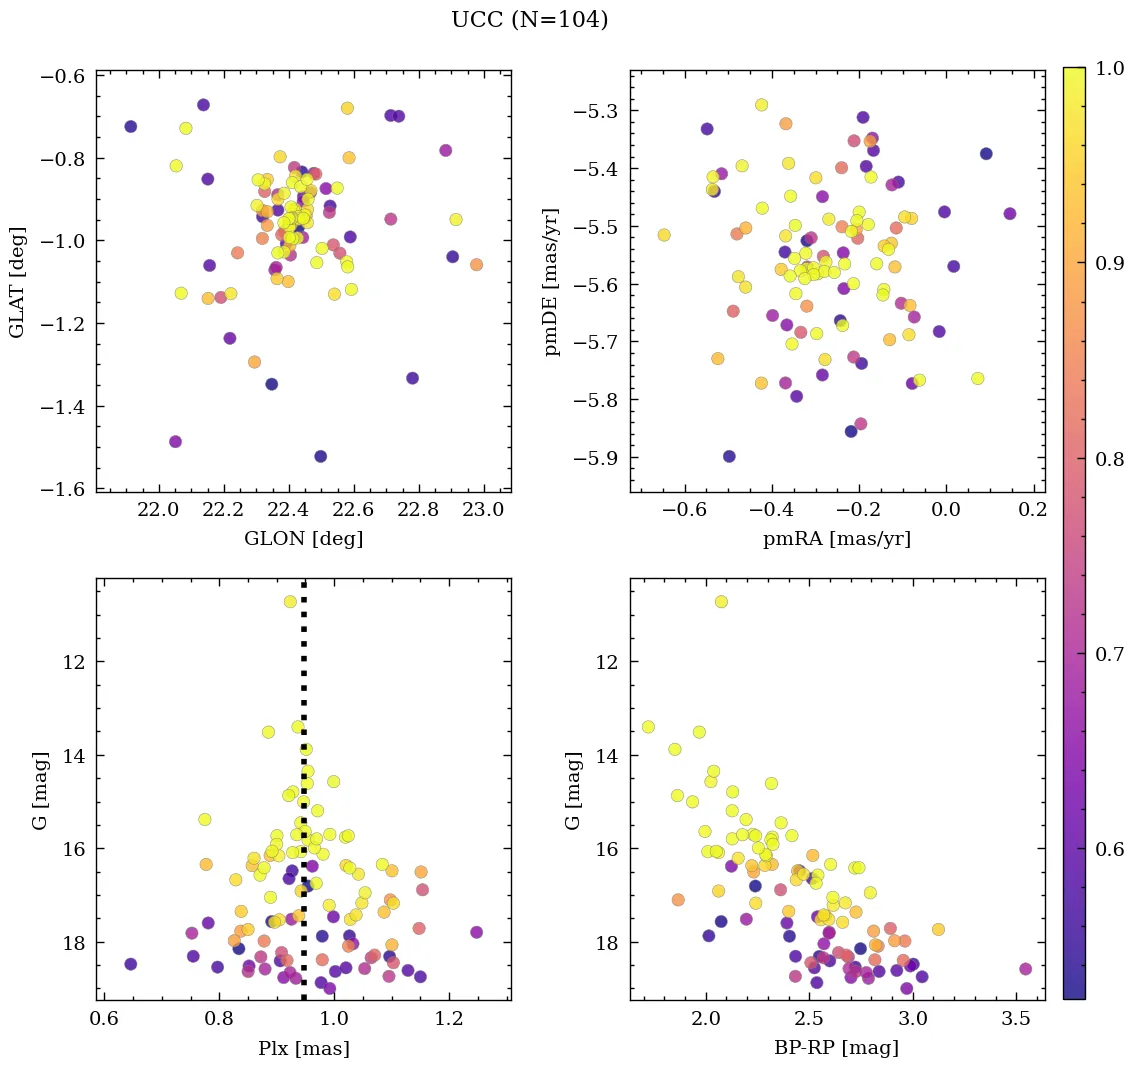 UCC (N=104)
−0.6
−0.8
−1.0
−1.2
−1.4
−1.6
GLAT [deg]
22.0 22.2 22.4 22.6 22.8 23.0
GLON [deg]
−5.3
−5.4
−5.5
−5.6
−5.7
−5.8
−5.9
pmDE [mas/yr]
−0.6 −0.4 −0.2 0.0 0.2
pmRA [mas/yr]
1.0
0.9
0.8
0.7
0.6
12
14
16
18
G [mag]
0.6 0.8 1.0 1.2
Plx [mas]
12
14
16
18
G [mag]
2.0 2.5 3.0 3.5
BP-RP [mag]